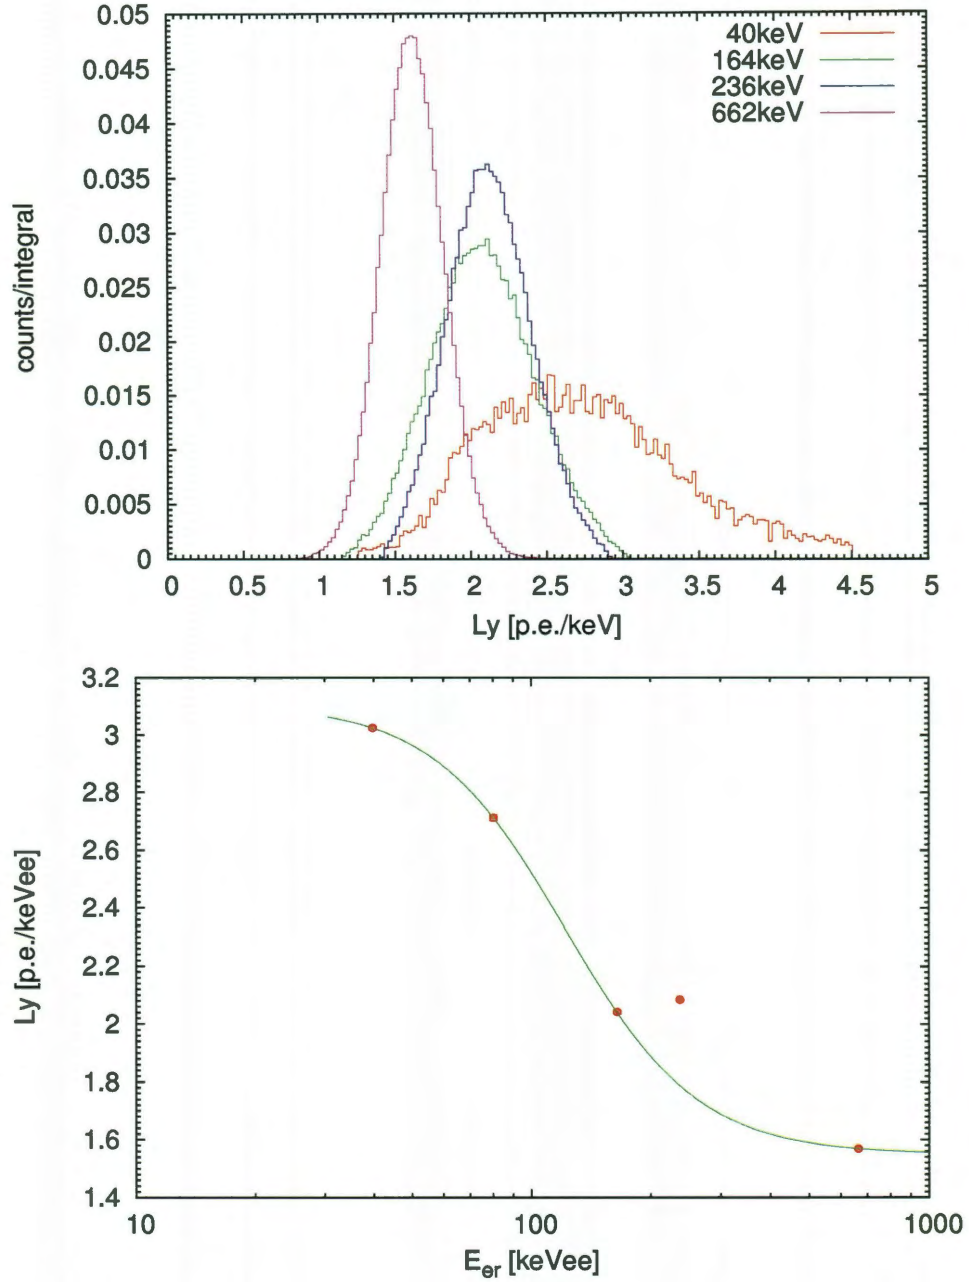 0.05
0.045
0.04
0.035
0.03
0.025
0.02
0.015
0.01
0.005
0
counts/integral
40keV
164keV
236keV
662keV
0 0.5 1 1.5 2 2.5 3 3.5 4 4.5 5
Ly [p.e./keV]
3.2
3
2.8
2.6
2.4
2.2
2
1.8
1.6
1.4
Ly [p.e./keVee]
10 100 1000
Eer [keVee]